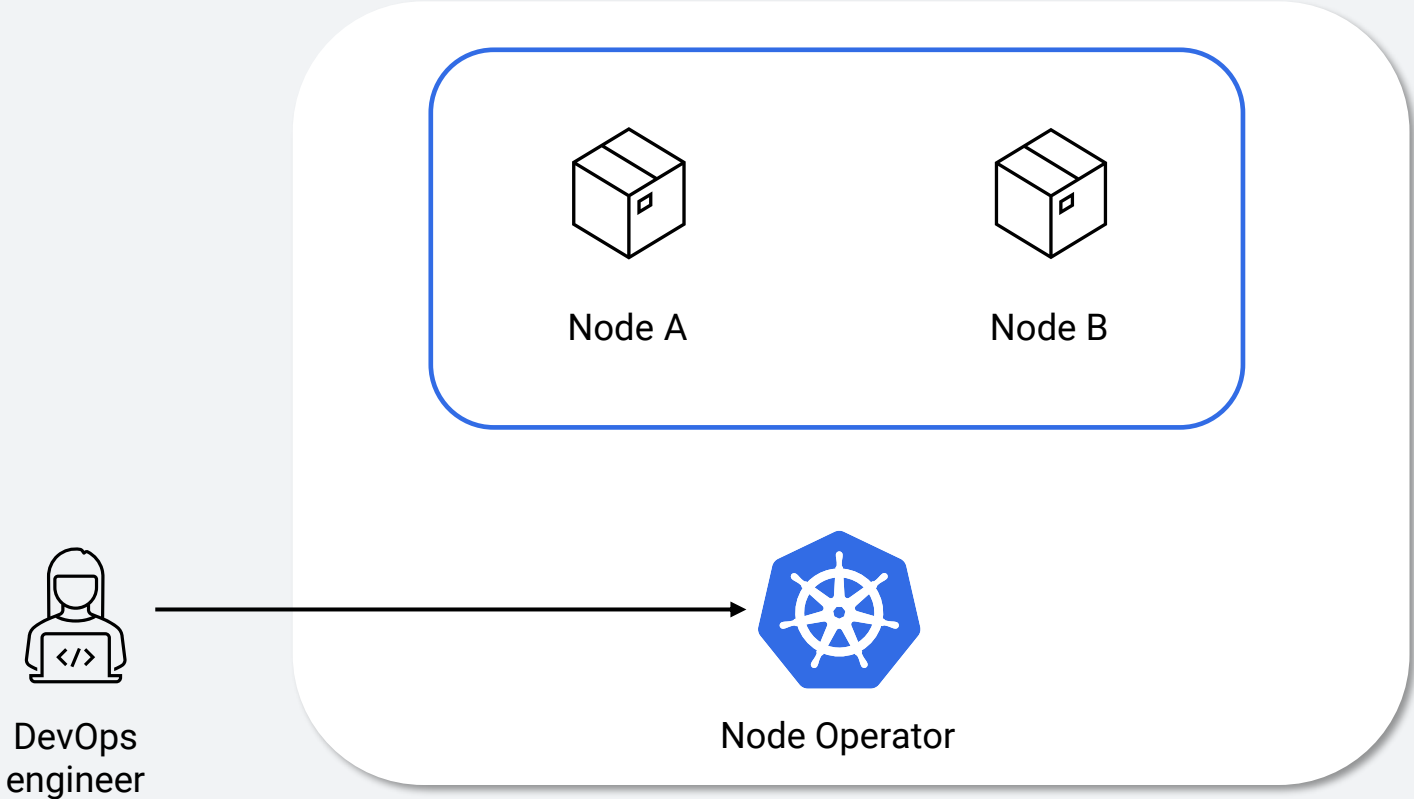 Node A
Node B
</>
Node Operator
DevOps
engineer